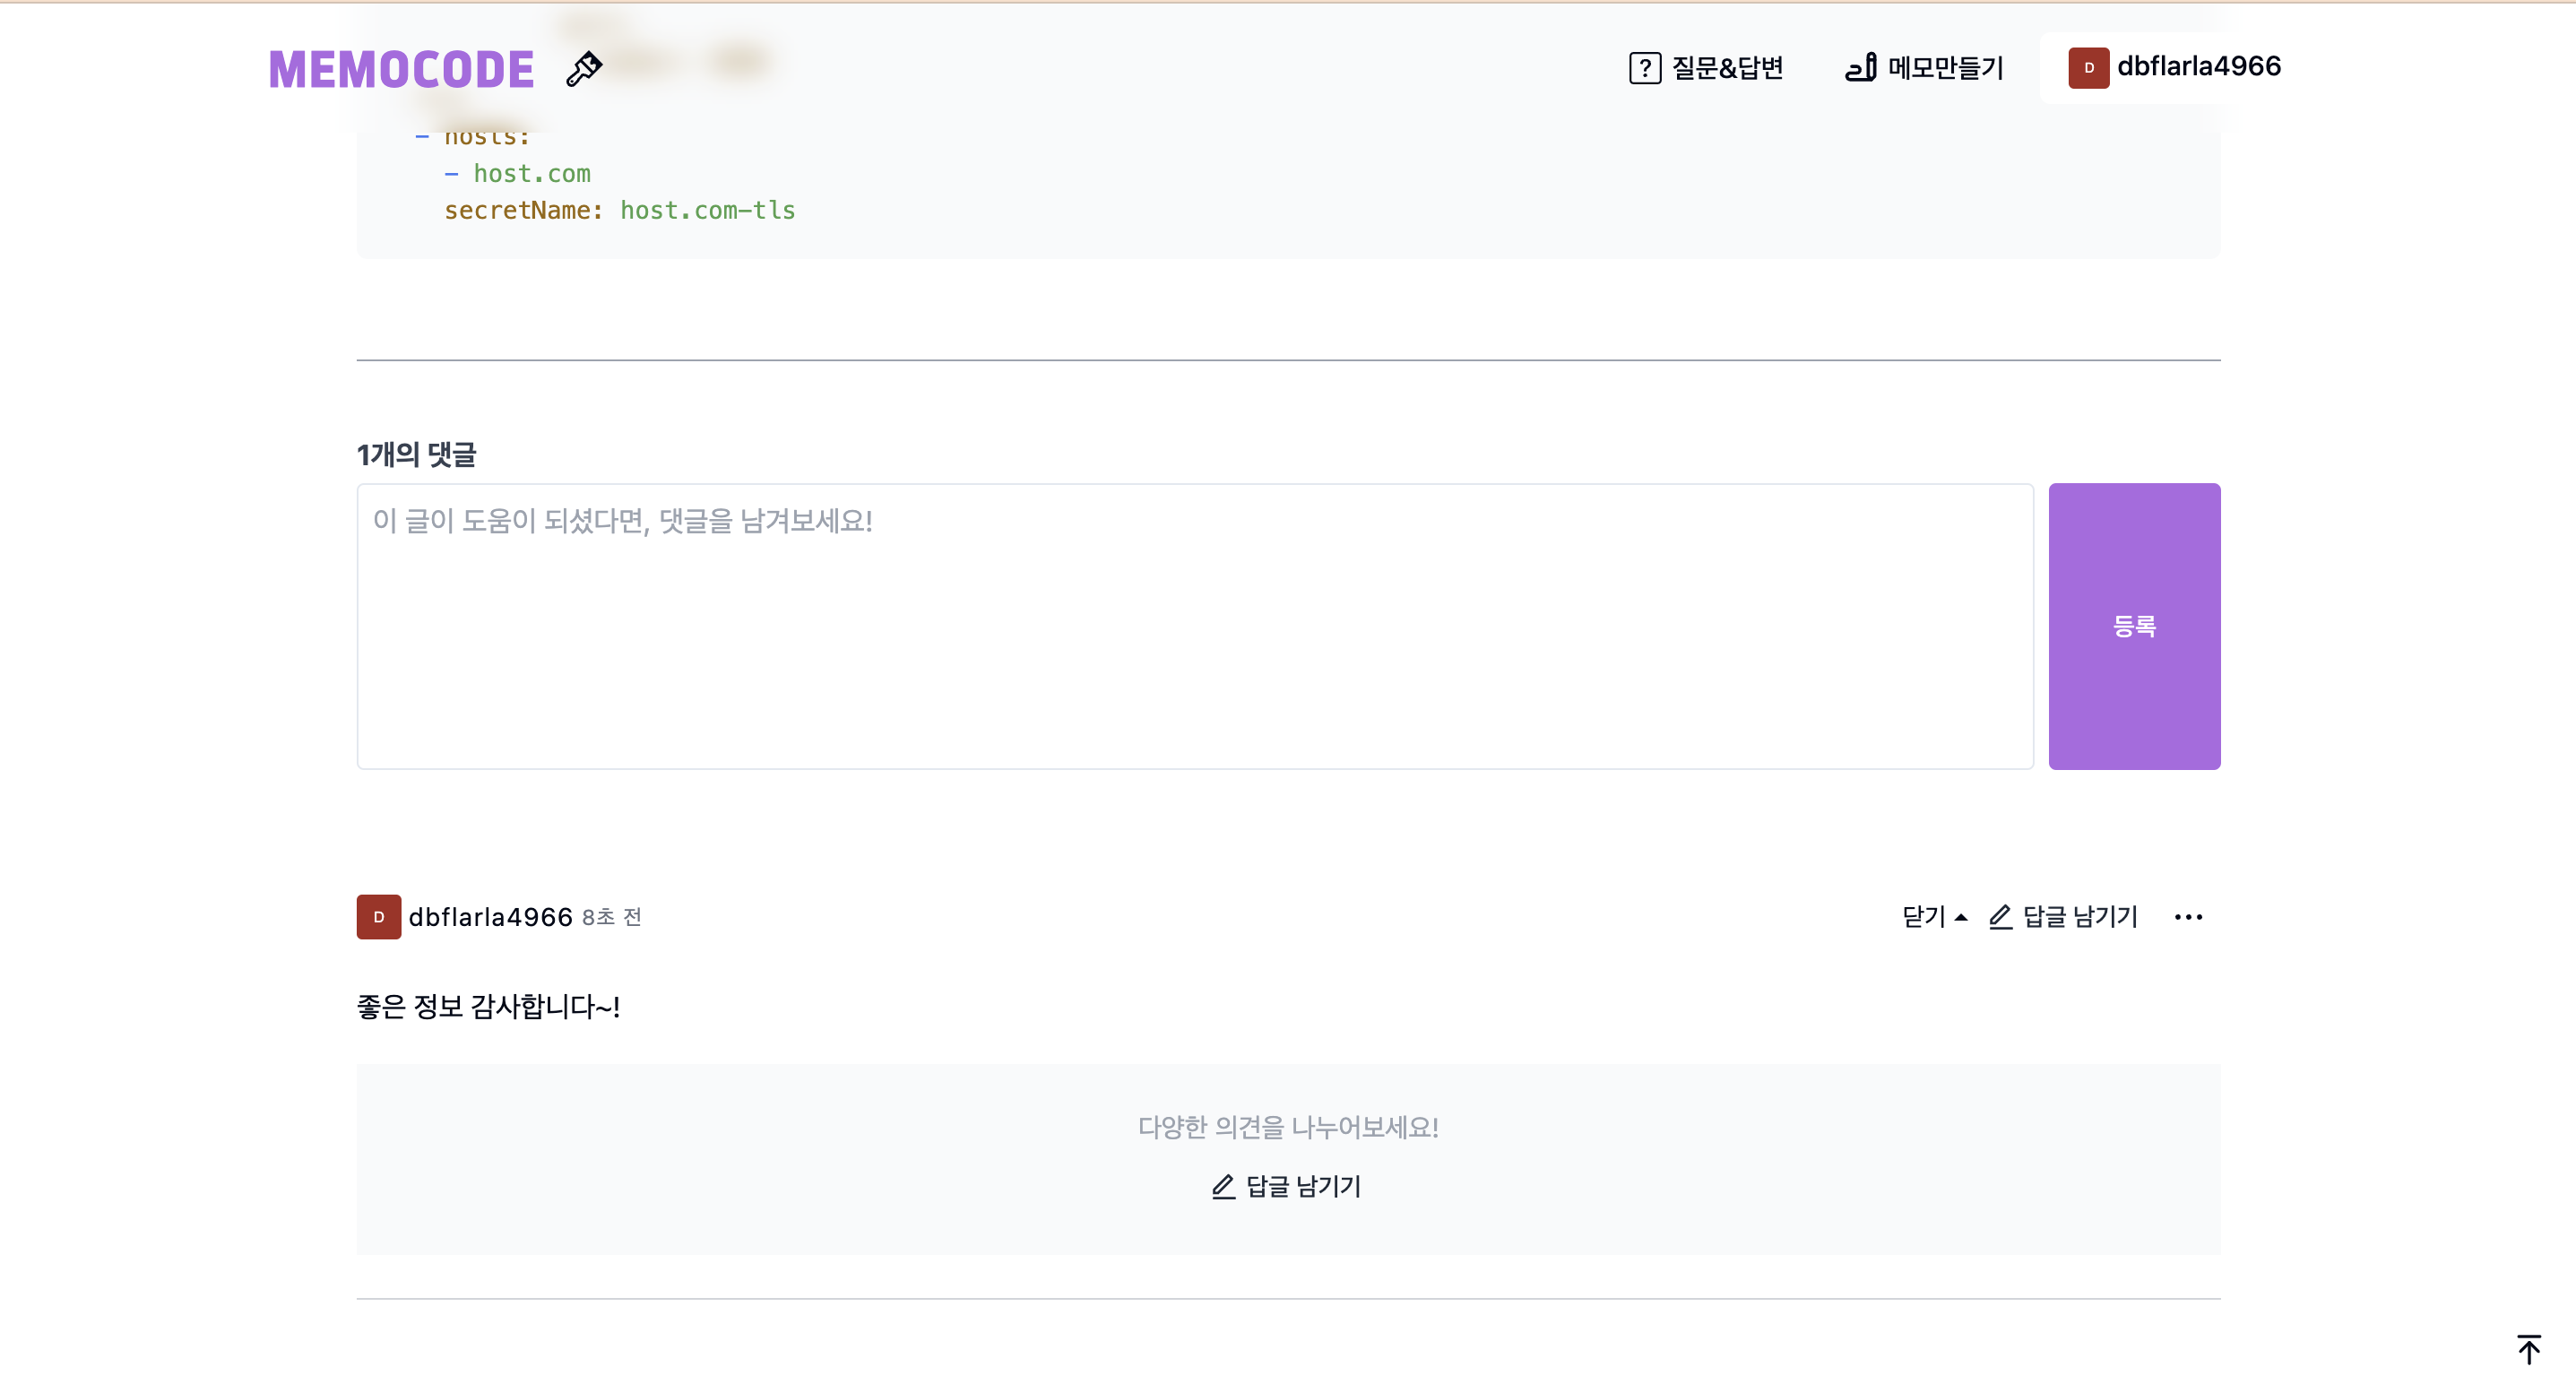 MEMOCODE
? 질문&답변
메모만들기
D dbflarla4966
- hosts:
- host.com
secretName: host.com-tls
1개의 댓글
이 글이 도움이 되셨다면, 댓글을 남겨보세요!
등록
D dbflarla4966 8초 전
닫기 답글 남기기
좋은 정보 감사합니다~!
다양한 의견을 나누어보세요!
답글 남기기